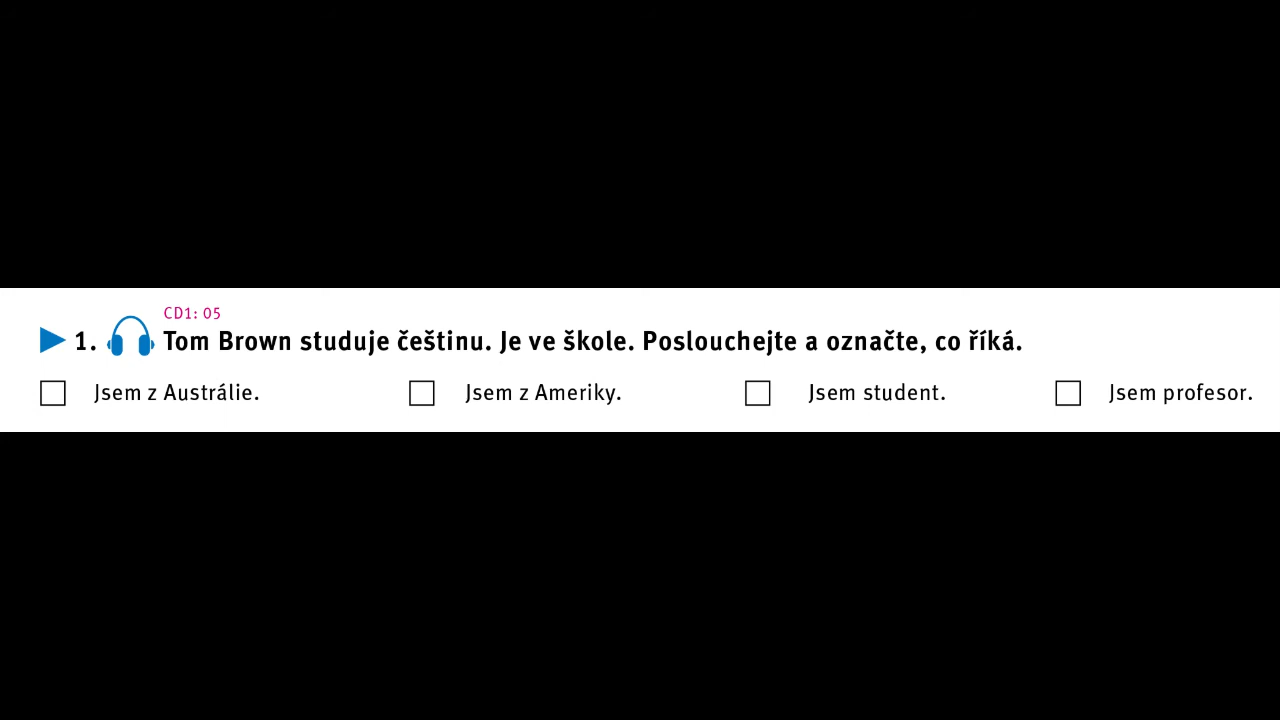 CD1: 05
1. Tom Brown studuje češtinu. Je ve škole. Poslouchejte a označte, co říká.
Jsem z Austrálie. Jsem z Ameriky. Jsem student. Jsem profesor.